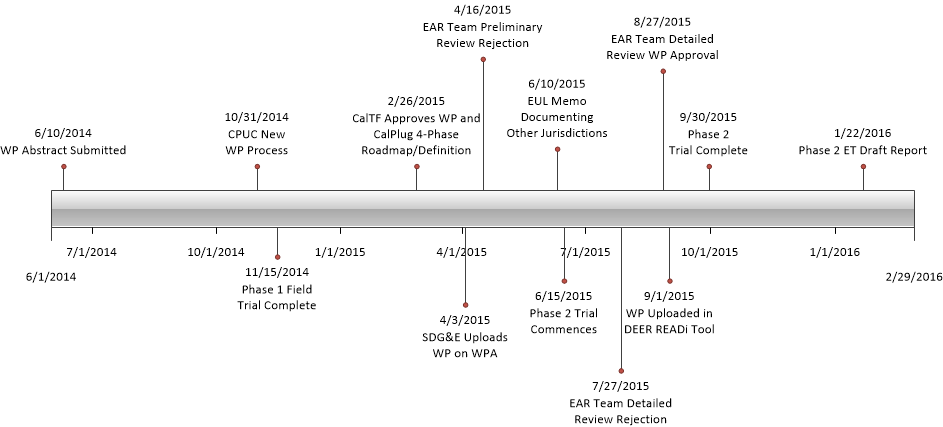 4/16/2015
EAR Team Preliminary
Review Rejection
8/27/2015
EAR Team Detailed
Review WP Approval
6/10/2015
EUL Memo
Documenting
Other Jurisdictions
2/26/2015
CalTF Approves WP and
CalPlug 4-Phase
Roadmap/Definition
10/31/2014
CPUC New
WP Process
9/30/2015
Phase 2
Trial Complete
6/10/2014
WP Abstract Submitted
1/22/2016
Phase 2 ET Draft Report
7/1/2014
10/1/2014
1/1/2015
4/1/2015
7/1/2015
10/1/2015
1/1/2016
6/1/2014
2/29/2016
11/15/2014
Phase 1 Field
Trial Complete
6/15/2015
Phase 2 Trial
Commences
9/1/2015
WP Uploaded in
DEER READi Tool
4/3/2015
SDG&E Uploads
WP on WPA
7/27/2015
EAR Team Detailed
Review Rejection